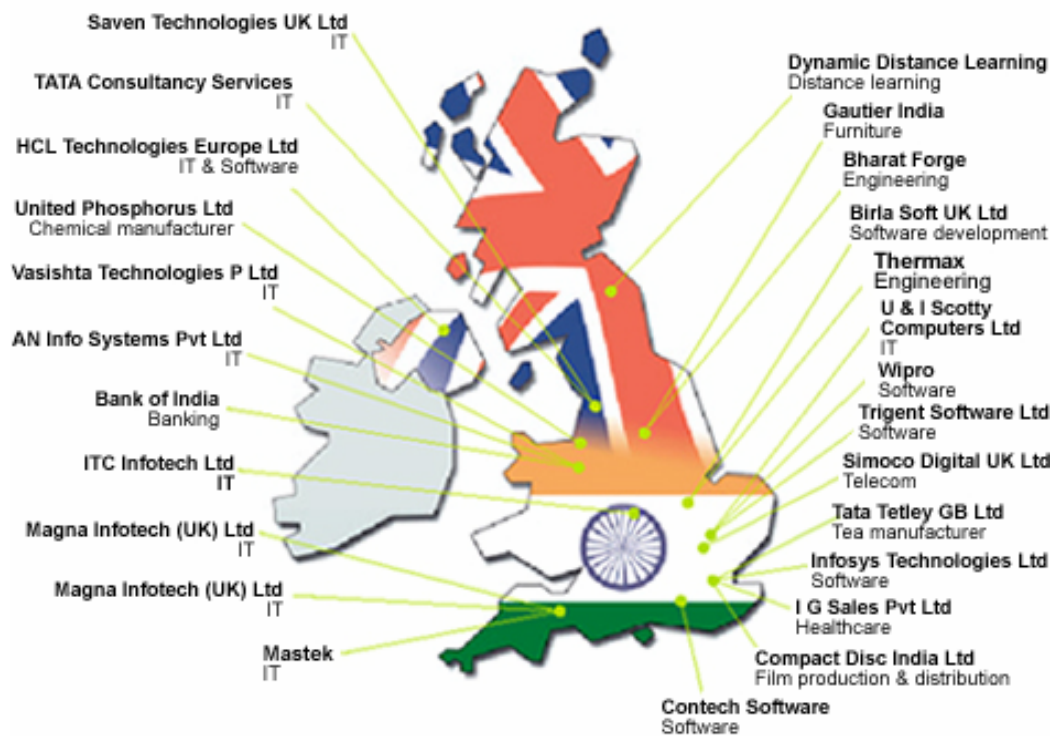 Saven Technologies UK Ltd
IT
TATA Consultancy Services
IT
HCL Technologies Europe Ltd
IT & Software
United Phosphorus Ltd
Chemical manufacturer
Vasishta Technologies P Ltd
IT
AN Info Systems Pvt Ltd
IT
Bank of India
Banking
ITC Infotech Ltd
IT
Magna Infotech (UK) Ltd
IT
Magna Infotech (UK) Ltd
IT
Mastek
IT
Dynamic Distance Learning
Distance learning
Gautier India
Furniture
Bharat Forge
Engineering
Birla Soft UK Ltd
Software development
Thermax
Engineering
U & I Scotty
Computers Ltd
IT
Wipro
Software
Trigent Software Ltd
Software
Simoco Digital UK Ltd
Telecom
Tata Tetley GB Ltd
Tea manufacturer
Infosys Technologies Ltd
Software
I G Sales Pvt Ltd
Healthcare
Compact Disc India Ltd
Film production & distribution
Contech Software
Software